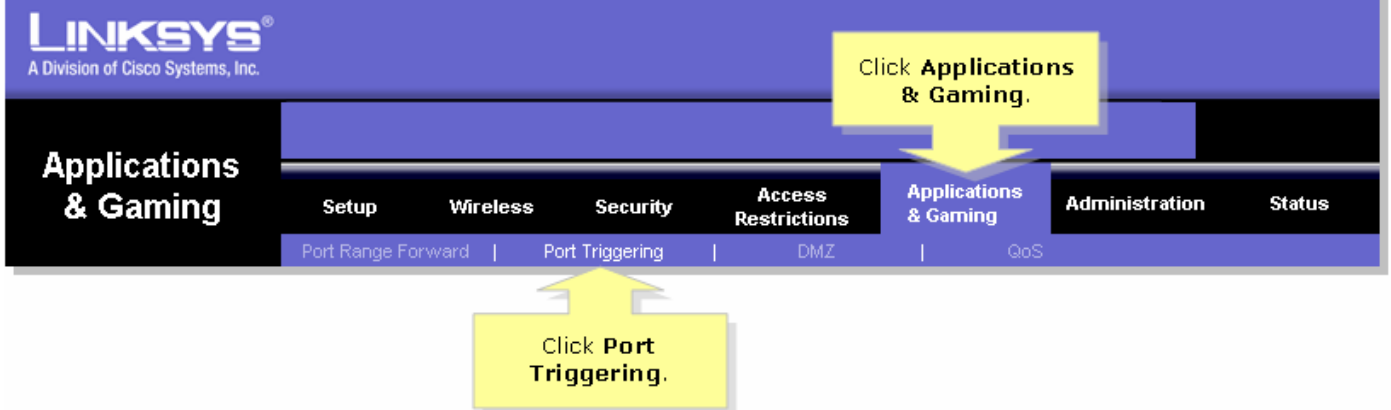 LINKSYS®
A Division of Cisco Systems, Inc.
Click Applications
& Gaming.
Applications
& Gaming
Setup Wireless Security Access Restrictions Applications & Gaming Administration Status
Port Range Forward | Port Triggering | DMZ | QoS
Click Port
Triggering.